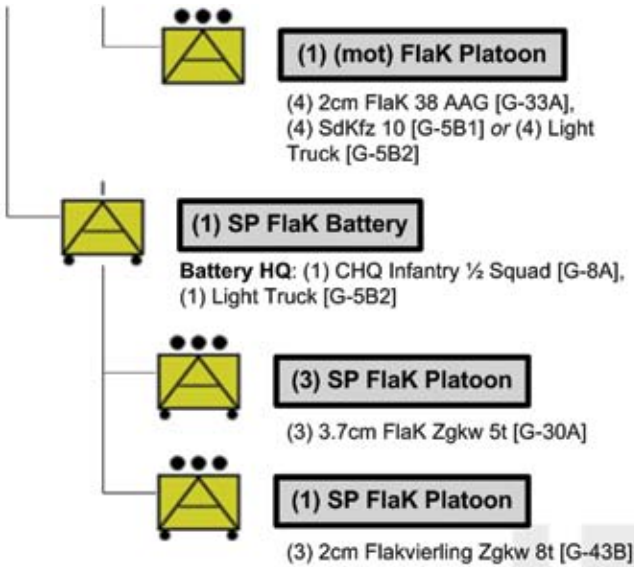 (1) (mot) FlaK Platoon
(4) 2cm FlaK 38 AAG [G-33A],
(4) SdKfz 10 [G-5B1] or (4) Light
Truck [G-5B2]
(1) SP FlaK Battery
Battery HQ: (1) CHQ Infantry ½ Squad [G-8A],
(1) Light Truck [G-5B2]
(3) SP FlaK Platoon
(3) 3.7cm FlaK Zgkw 5t [G-30A]
(1) SP FlaK Platoon
(3) 2cm Flakvierling Zgkw 8t [G-43B]